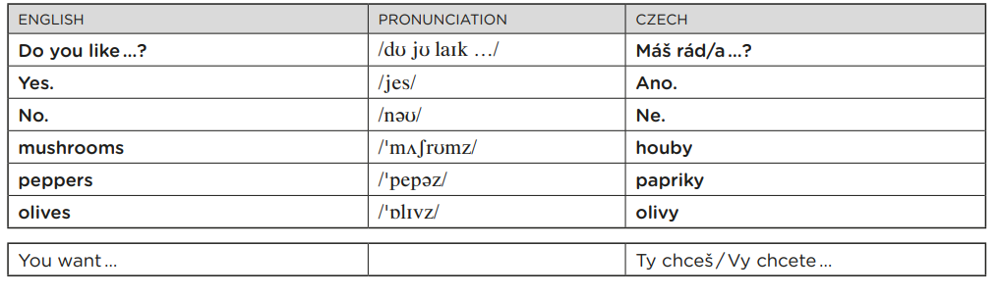 ENGLISH PRONUNCIATION CZECH
Do you like ...? /dʊ jʊ laɪk …/ Máš rád/a ...?
Yes. /jes/ Ano.
No. /nəʊ/ Ne.
mushrooms /ˈmʌʃrʊmz/ houby
peppers /ˈpepəz/ papriky
olives /ˈɒlɪvz/ olivy
You want ... Ty chceš / Vy chcete ...